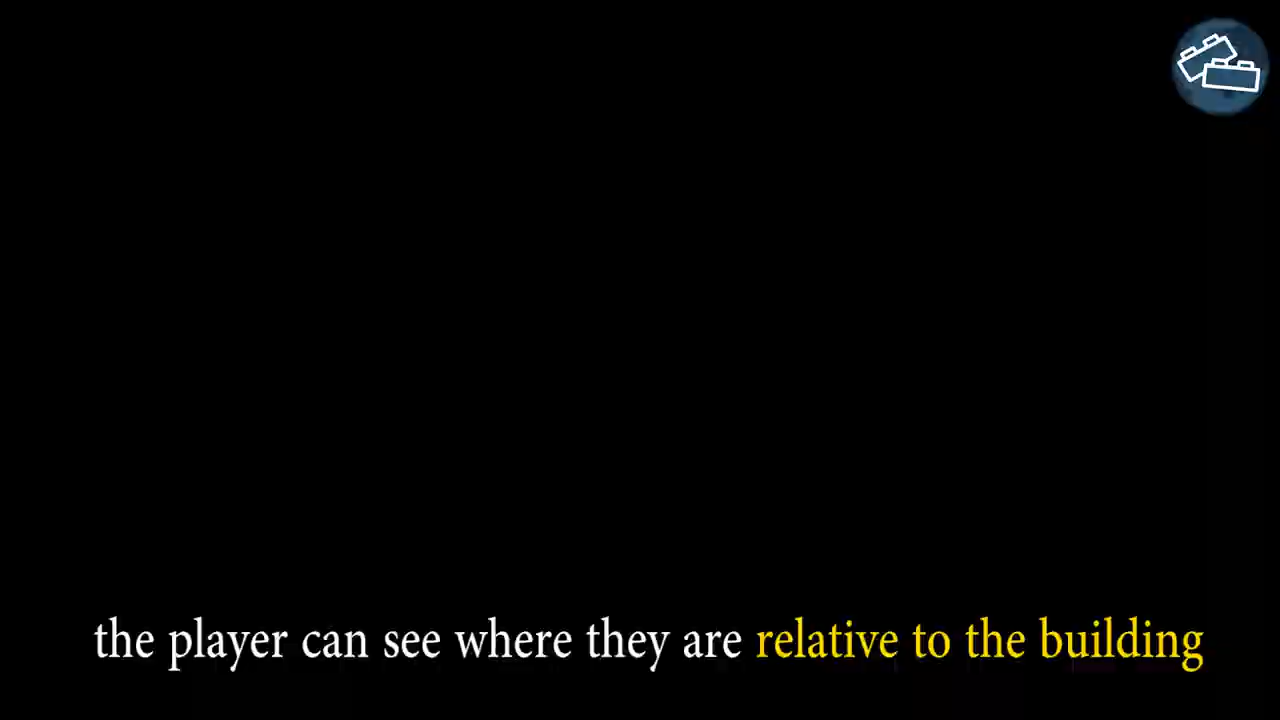 the player can see where they are relative to the building